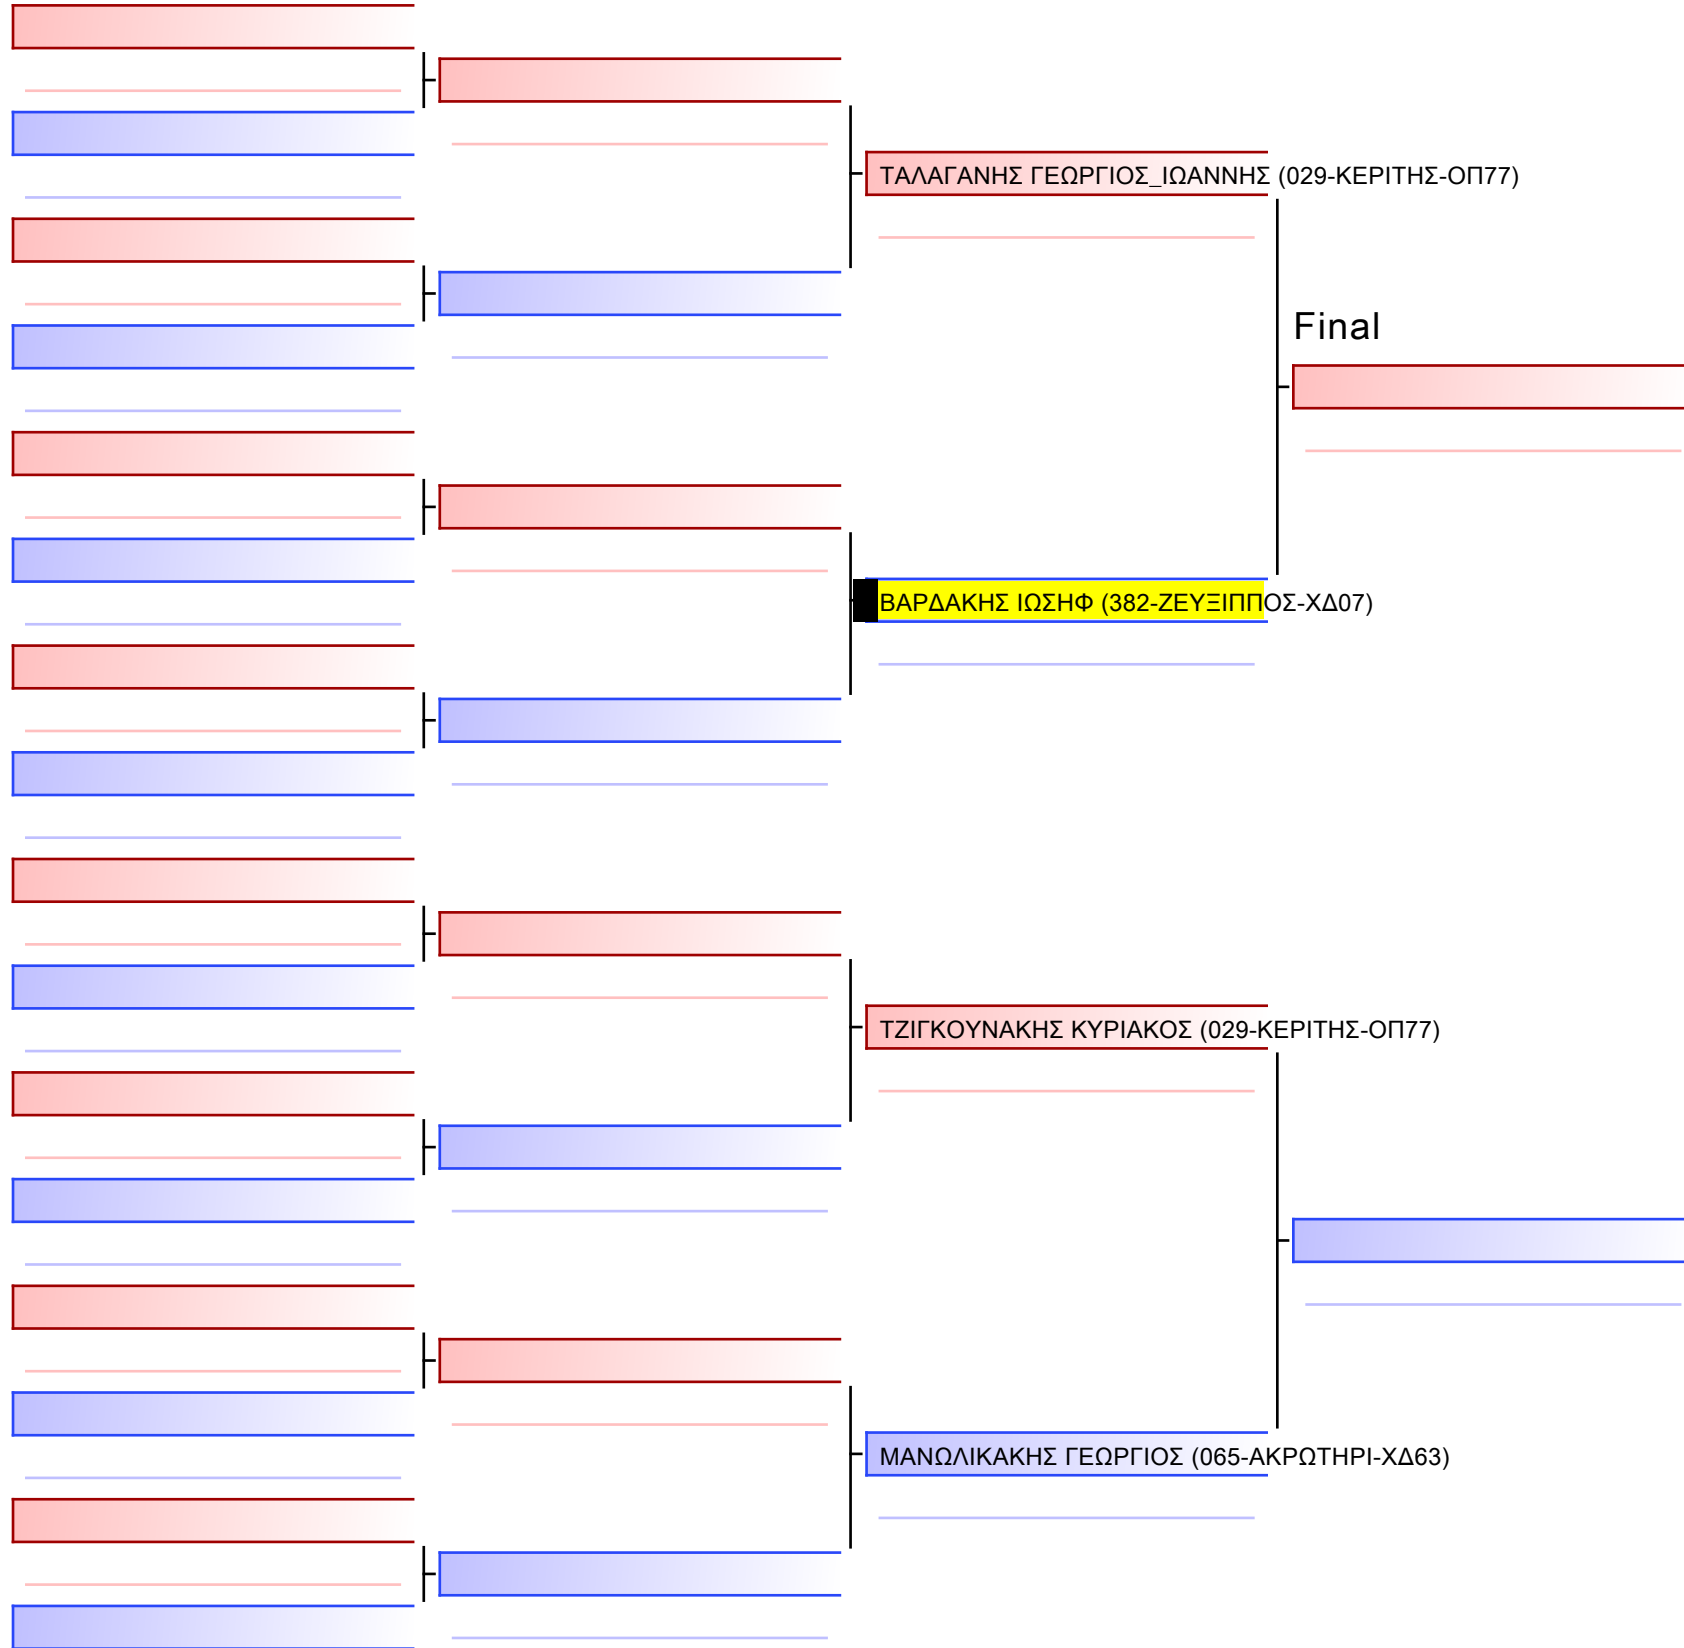 ΤΑΛΑΓΑΝΗΣ ΓΕΩΡΓΙΟΣ_ΙΩΑΝΝΗΣ (029-ΚΕΡΙΤΗΣ-ΟΠ77)
Final
ΒΑΡΔΑΚΗΣ ΙΩΣΗΦ (382-ΖΕΥΞΙΠΠΟΣ-ΧΔ07)
ΤΖΙΓΚΟΥΝΑΚΗΣ ΚΥΡΙΑΚΟΣ (029-ΚΕΡΙΤΗΣ-ΟΠ77)
ΜΑΝΩΛΙΚΑΚΗΣ ΓΕΩΡΓΙΟΣ (065-ΑΚΡΩΤΗΡΙ-ΧΔ63)